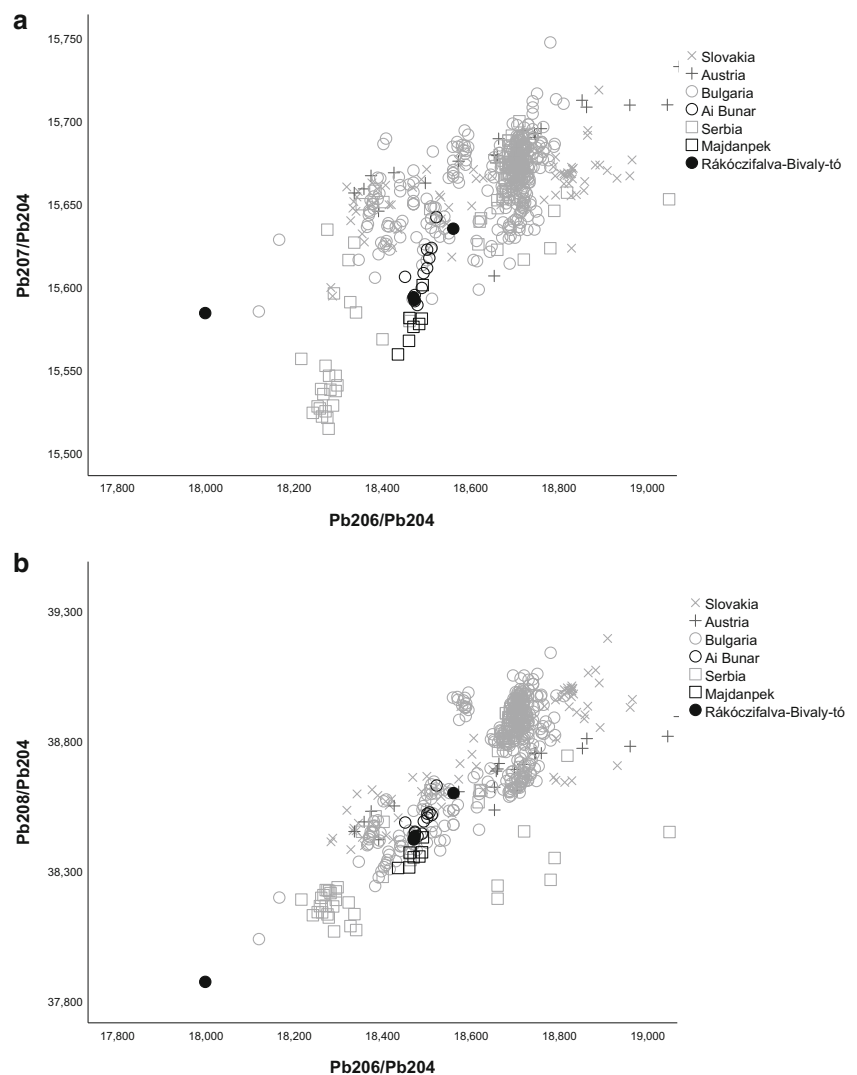 a
15,750
15,700
15,650
15,600
15,550
15,500
Pb207/Pb204
17,800 18,000 18,200 18,400 18,600 18,800 19,000
Pb206/Pb204
Slovakia
Austria
Bulgaria
Ai Bunar
Serbia
Majdanpek
Rákóczifalva-Bivaly-tó
b
39,300
38,800
38,300
37,800
Pb208/Pb204
17,800 18,000 18,200 18,400 18,600 18,800 19,000
Pb206/Pb204
Slovakia
Austria
Bulgaria
Ai Bunar
Serbia
Majdanpek
Rákóczifalva-Bivaly-tó